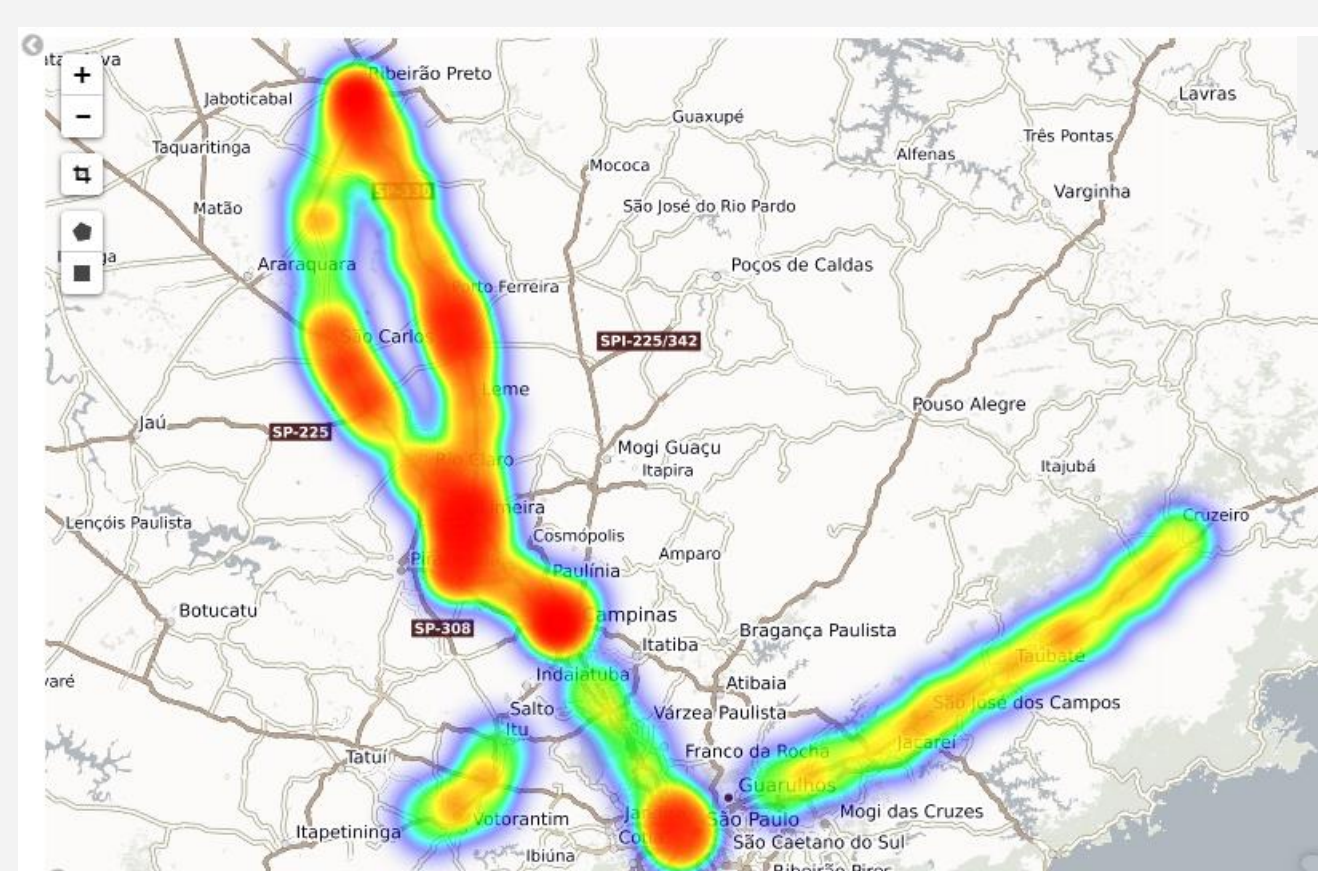 Ribeirão Preto
+
Jaboticabal
Lavras
−
Guaxupé
Três Pontas
Taquaritinga
Alfenas
Mococa
SP-330
Varginha
Matão
São José do Rio Pardo
Araraquara
Poços de Caldas
Porto Ferreira
São Carlos
SPI-225/342
Leme
Pouso Alegre
Jaú
SP-225
Mogi Guaçu
Rio Claro
Itapira
Itajubá
Cruzeiro
Lençóis Paulista
Cosmópolis
Amparo
Paulínia
Botucatu
Campinas
SP-308
Bragança Paulista
Itatiba
Taubaté
Indaiatuba
Atibaia
São José dos Campos
Salto
Várzea Paulista
Itu
Jacareí
Franco da Rocha
Tatuí
Guarulhos
Mogi das Cruzes
Votorantim
São Paulo
Itapetininga
São Caetano do Sul
Ibiúna
Ribeirão Pires